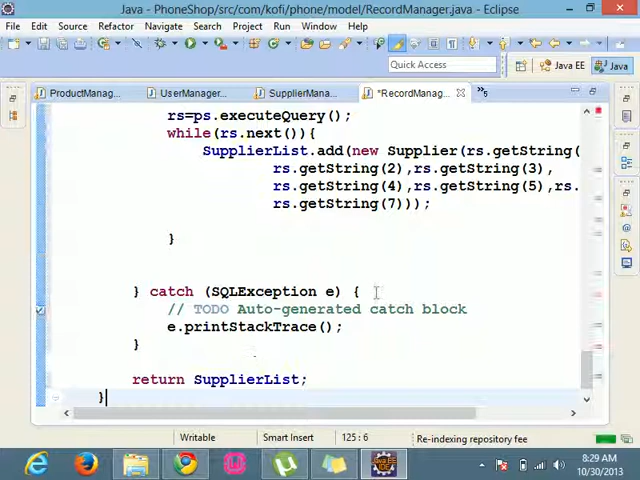 Java - PhoneShop/src/com/kofi/phone/model/RecordManager.java - Eclipse
File Edit Source Refactor Navigate Search Project Run Window Help
Quick Access
Java EE
Java
ProductManag...
UserManager...
SupplierMana...
*RecordManag...
»5
rs=ps.executeQuery();
while(rs.next()){
SupplierList.add(new Supplier(rs.getString(
rs.getString(2),rs.getString(3),
rs.getString(4),rs.getString(5),rs.
rs.getString(7)));
}
} catch (SQLException e) {
// TODO Auto-generated catch block
e.printStackTrace();
}
return SupplierList;
}
Writable
Smart Insert
125 : 6
Re-indexing repository fee
8:29 AM
10/30/2013